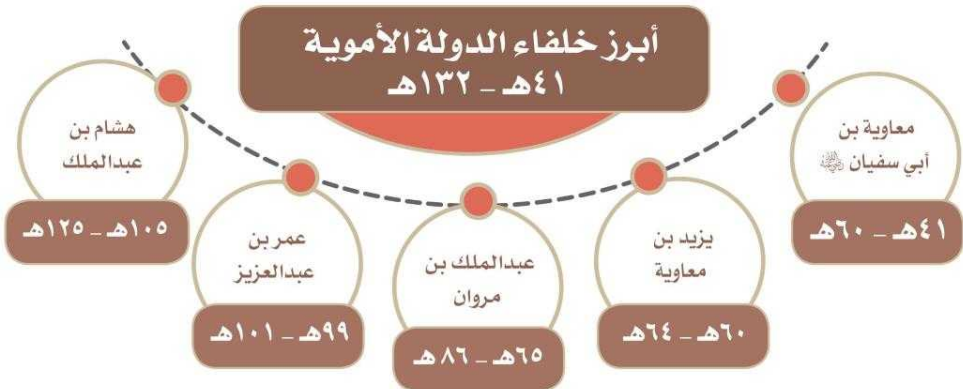 أبرز خلفاء الدولة الأموية
٤١هـ – ١٣٢هـ
معاوية بن
أبي سفيان ﵁
٤١هـ – ٦٠هـ
يزيد بن
معاوية
٦٠هـ – ٦٤هـ
عبدالملك بن
مروان
٦٥هـ – ٨٦هـ
عمر بن
عبدالعزيز
٩٩هـ – ١٠١هـ
هشام بن
عبدالملك
١٠٥هـ – ١٢٥هـ